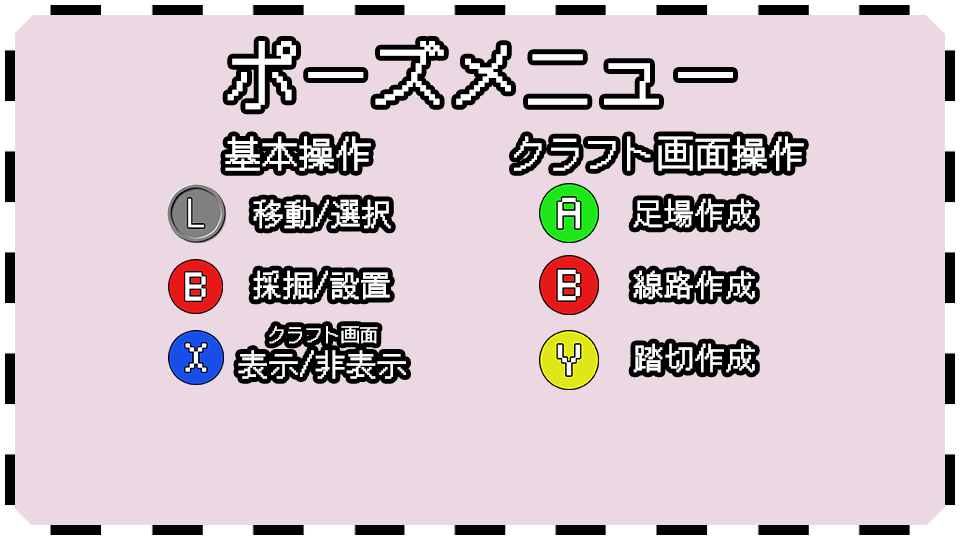 ポーズメニュー
基本操作
L 移動/選択
B 採掘/設置
クラフト画面
X 表示/非表示
クラフト画面操作
A 足場作成
B 線路作成
Y 踏切作成